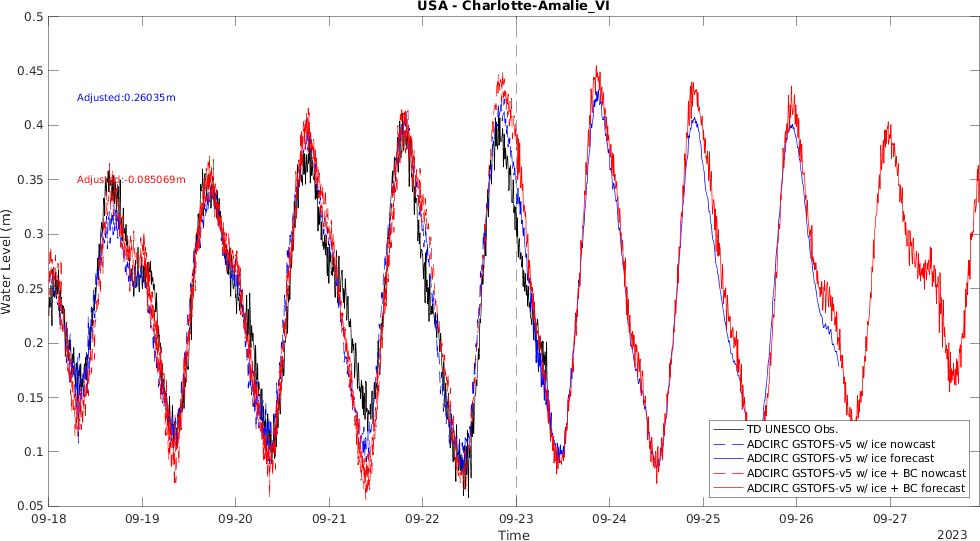 USA - Charlotte-Amalie_VI
0.5
0.45
0.4
0.35
0.3
0.25
0.2
0.15
0.1
0.05
Water Level (m)
Adjusted:0.26035m
Adjusted:-0.085069m
TD UNESCO Obs.
ADCIRC GSTOFS-v5 w/ ice nowcast
ADCIRC GSTOFS-v5 w/ ice forecast
ADCIRC GSTOFS-v5 w/ ice + BC nowcast
ADCIRC GSTOFS-v5 w/ ice + BC forecast
09-18 09-19 09-20 09-21 09-22 09-23 09-24 09-25 09-26 09-27
Time
2023